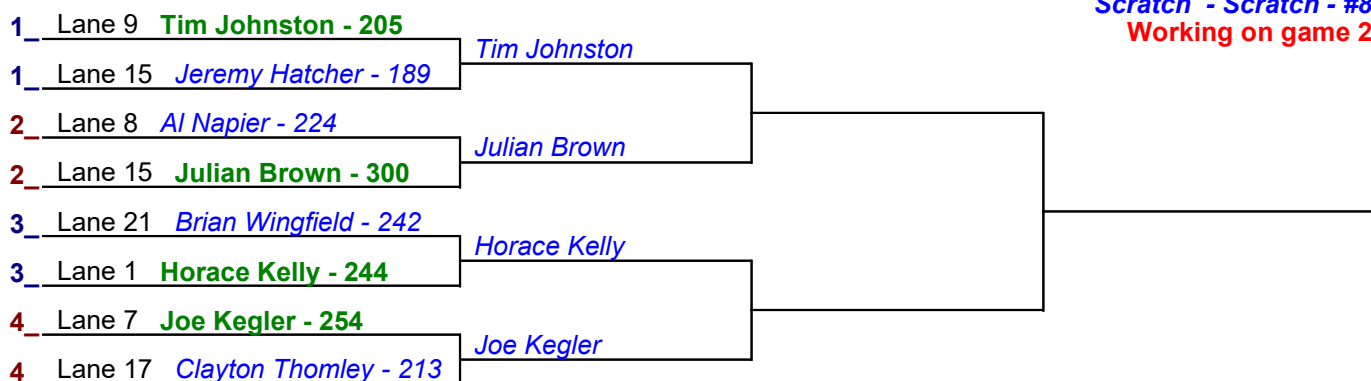 Scratch - Scratch - #8
Working on game 2
1_ Lane 9 Tim Johnston - 205
Tim Johnston
1_ Lane 15 Jeremy Hatcher - 189
2_ Lane 8 Al Napier - 224
Julian Brown
2_ Lane 15 Julian Brown - 300
3_ Lane 21 Brian Wingfield - 242
Horace Kelly
3_ Lane 1 Horace Kelly - 244
4_ Lane 7 Joe Kegler - 254
Joe Kegler
4 Lane 17 Clayton Thomley - 213